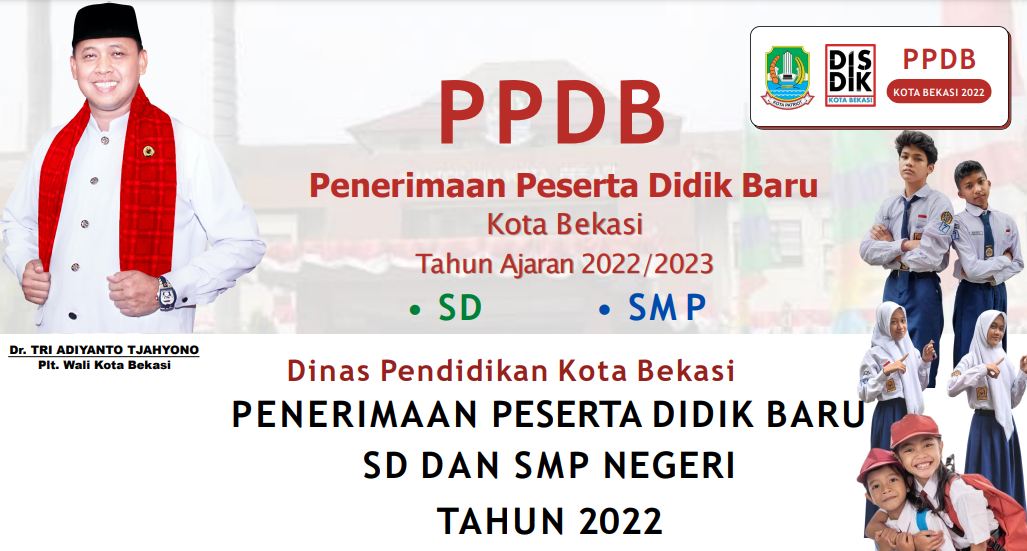 PPDB
Penerimaan Peserta Didik Baru
Kota Bekasi
Tahun Ajaran 2022/2023
• SD • SMP
KOTA PATRIOT
DIS
DIK
KOTA BEKASI
PPDB
KOTA BEKASI 2022
Dr. TRI ADIYANTO TJAHYONO
Plt. Wali Kota Bekasi
Dinas Pendidikan Kota Bekasi
PENERIMAAN PESERTA DIDIK BARU
SD DAN SMP NEGERI
TAHUN 2022